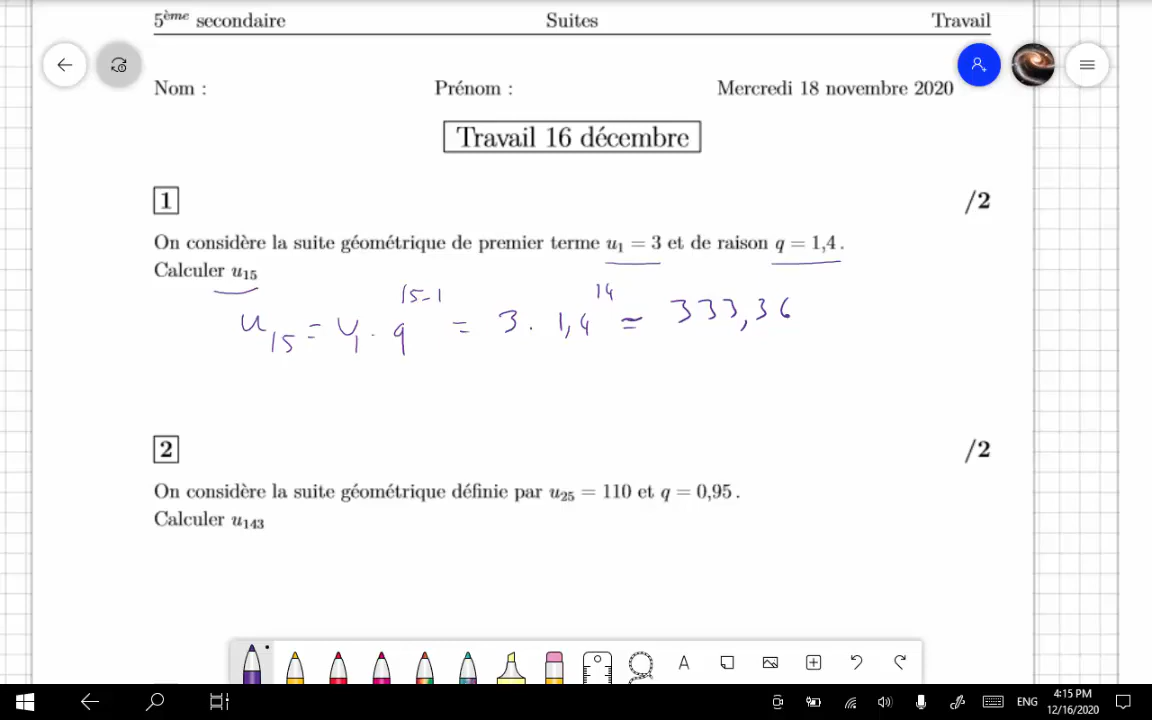 5ème secondaire Suites Travail
Nom : Prénom : Mercredi 18 novembre 2020
Travail 16 décembre
1 /2
On considère la suite géométrique de premier terme u₁ = 3 et de raison q = 1,4 .
Calculer u₁₅
u₁₅ = u₁ · q¹⁵⁻¹ = 3 · 1,4¹⁴ ≃ 333,36
2 /2
On considère la suite géométrique définie par u₂₅ = 110 et q = 0,95 .
Calculer u₁₄₃
A
ENG 4:15 PM
12/16/2020